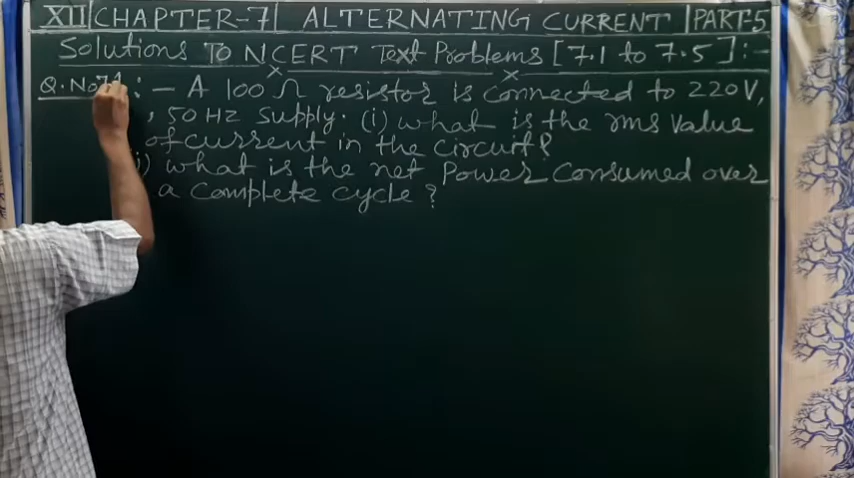 XII CHAPTER-7 ALTERNATING CURRENT PART-5
Solutions To NCERT Text Problems [7.1 to 7.5]:-
Q.No 7.1 :- A 100 Ω resistor is connected to 220V,
, 50 Hz supply. (i) what is the rms value
of current in the circuit?
i) what is the net power consumed over
a complete cycle?